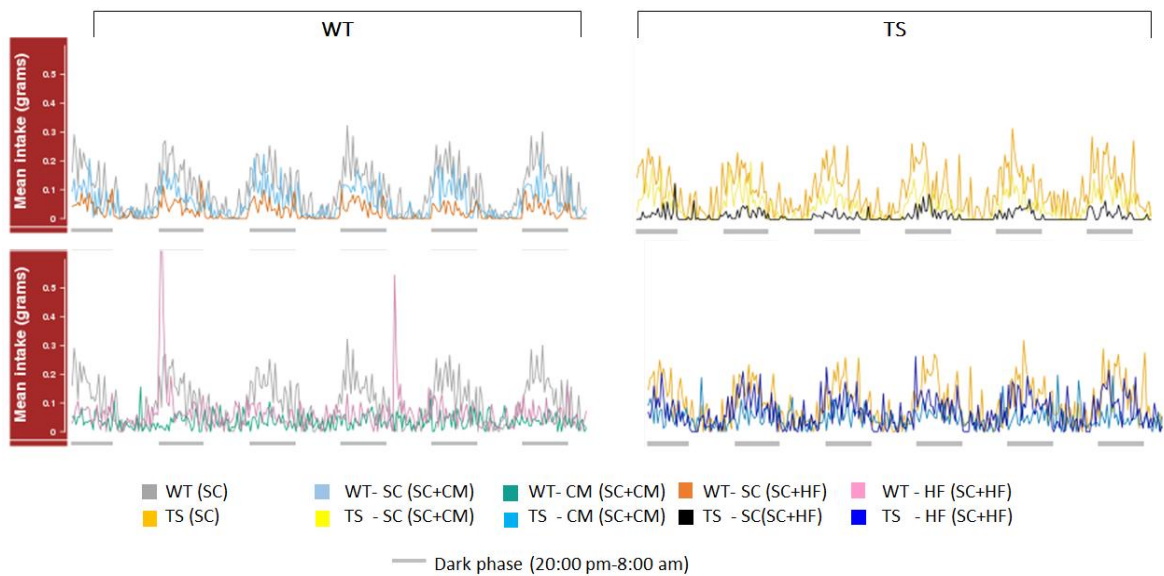 WT TS
Mean intake (grams)
0.5
0.4
0.3
0.2
0.1
0
Mean intake (grams)
0.5
0.4
0.3
0.2
0.1
0
WT (SC) WT- SC (SC+CM) WT- CM (SC+CM) WT- SC (SC+HF) WT - HF (SC+HF)
TS (SC) TS - SC (SC+CM) TS - CM (SC+CM) TS - SC(SC+HF) TS - HF (SC+HF)
Dark phase (20:00 pm-8:00 am)